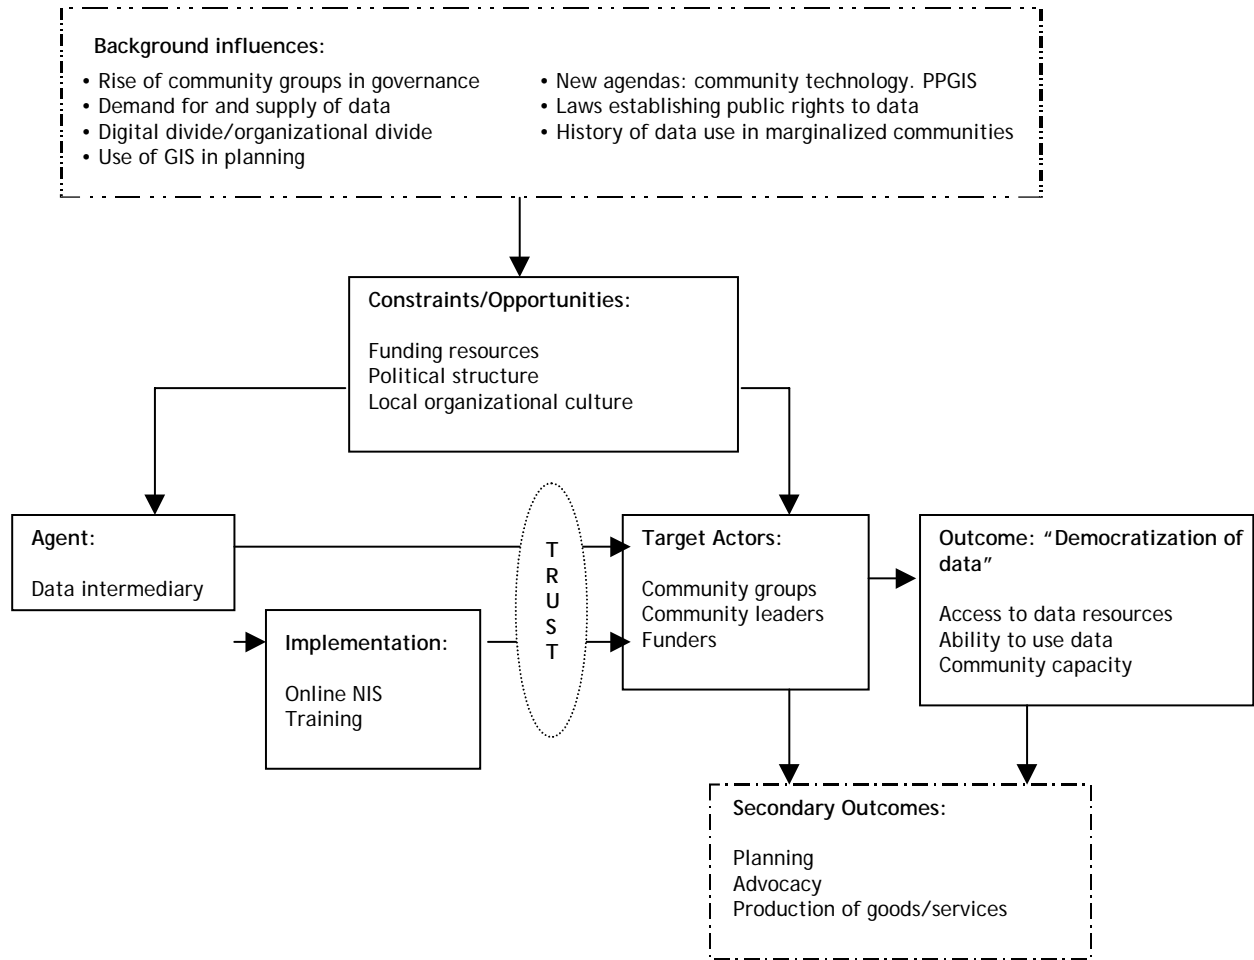 Background influences:
• Rise of community groups in governance
• Demand for and supply of data
• Digital divide/organizational divide
• Use of GIS in planning
• New agendas: community technology. PPGIS
• Laws establishing public rights to data
• History of data use in marginalized communities
Constraints/Opportunities:
Funding resources
Political structure
Local organizational culture
Agent:
Data intermediary
Implementation:
Online NIS
Training
T
R
U
S
T
Target Actors:
Community groups
Community leaders
Funders
Outcome: “Democratization of
data”
Access to data resources
Ability to use data
Community capacity
Secondary Outcomes:
Planning
Advocacy
Production of goods/services